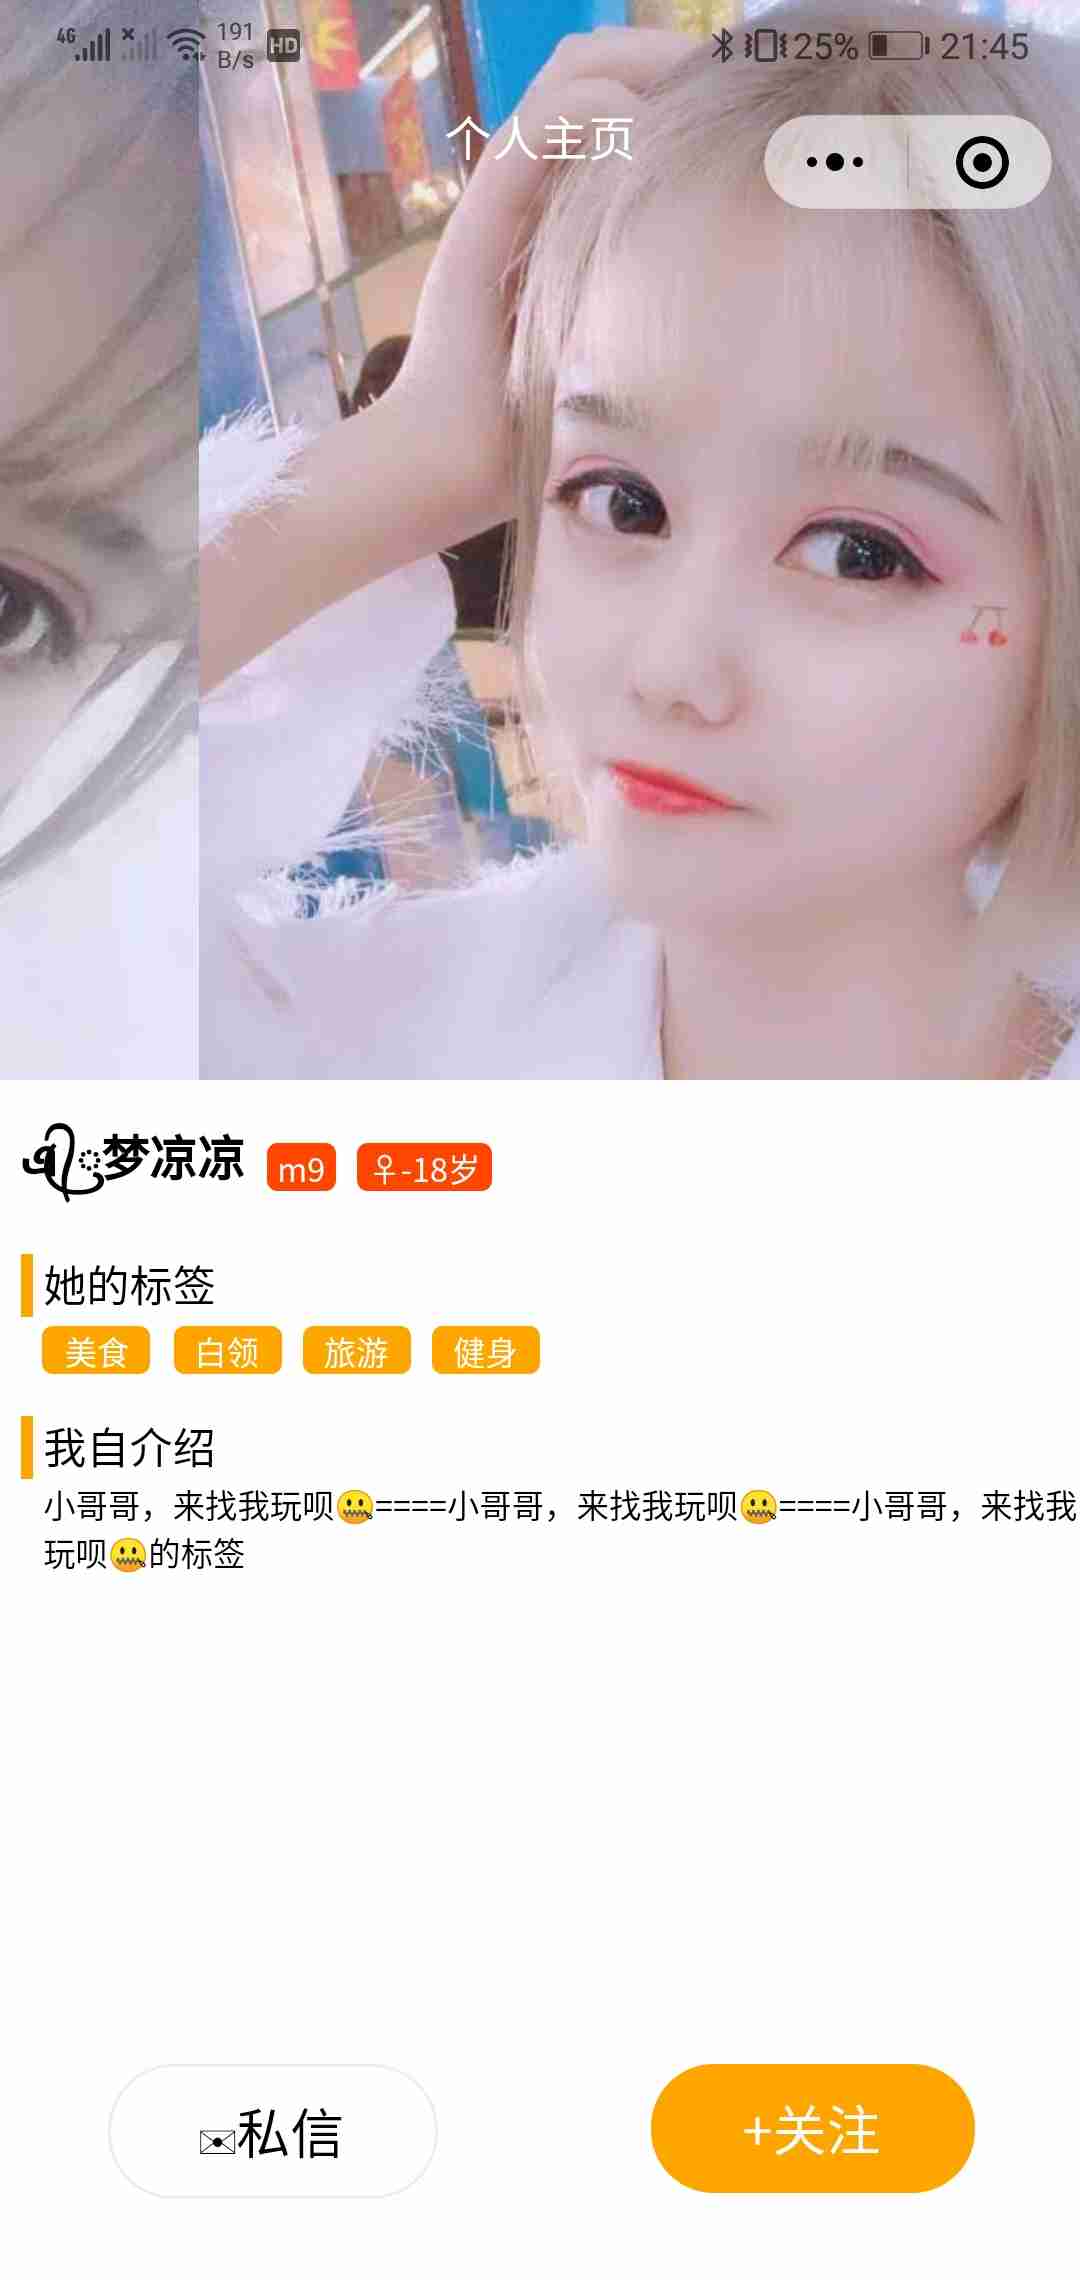 4G 191 B/s HD 25% 21:45
个人主页
梦凉凉 m9 ♀-18岁
她的标签
美食 白领 旅游 健身
我自介绍
小哥哥，来找我玩呗🤐====小哥哥，来找我玩呗🤐====小哥哥，来找我
玩呗🤐的标签
✉私信 +关注